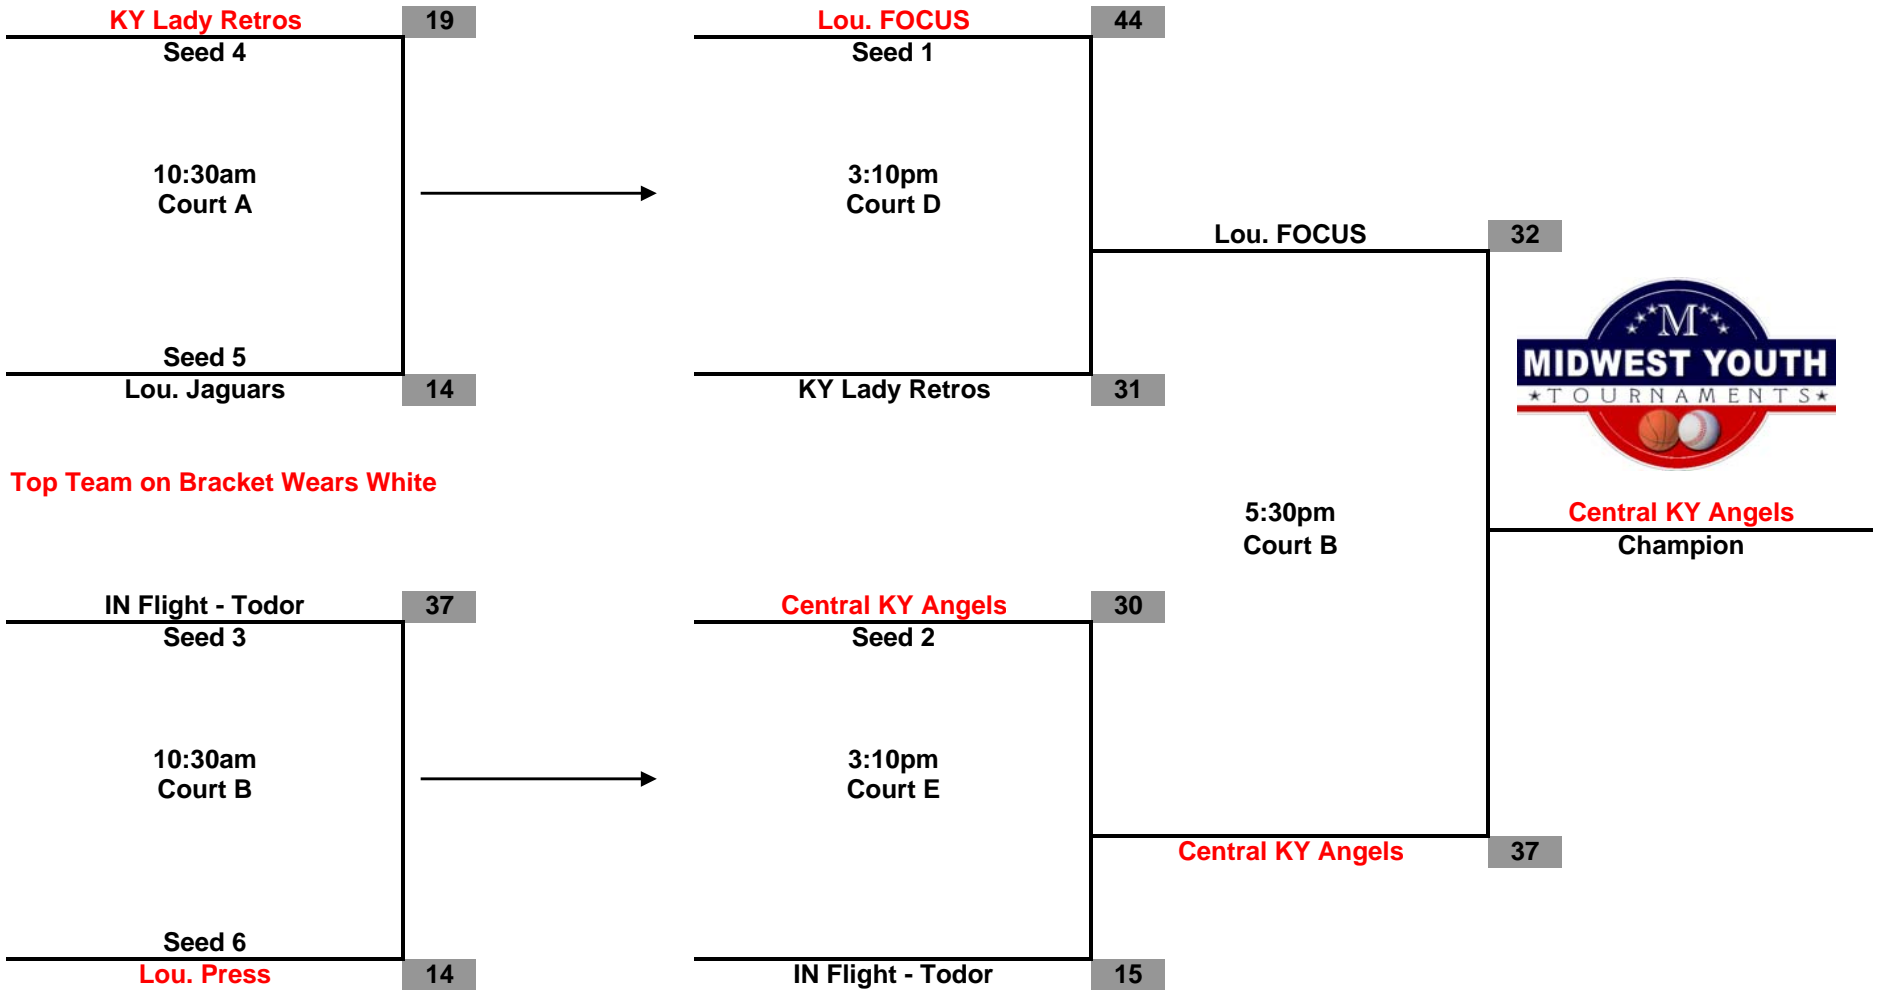 KY Lady Retros 19
Seed 4
10:30am
Court A
Seed 5
Lou. Jaguars 14
Lou. FOCUS 44
Seed 1
3:10pm
Court D
KY Lady Retros 31
Lou. FOCUS 32
M
MIDWEST YOUTH
TOURNAMENTS
Top Team on Bracket Wears White
5:30pm
Court B
Central KY Angels
Champion
IN Flight - Todor 37
Seed 3
10:30am
Court B
Seed 6
Lou. Press 14
Central KY Angels 30
Seed 2
3:10pm
Court E
IN Flight - Todor 15
Central KY Angels 37